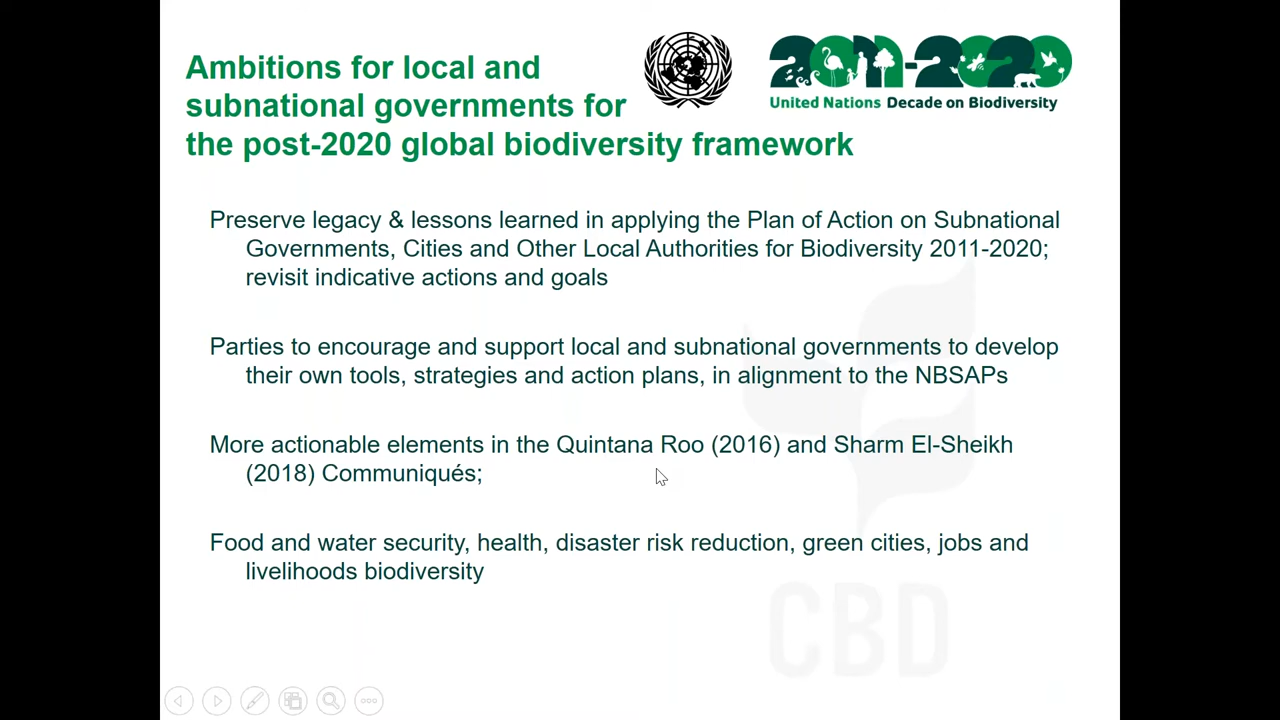 Ambitions for local and
subnational governments for
the post-2020 global biodiversity framework
2011-2020
United Nations Decade on Biodiversity
Preserve legacy & lessons learned in applying the Plan of Action on Subnational
Governments, Cities and Other Local Authorities for Biodiversity 2011-2020;
revisit indicative actions and goals
Parties to encourage and support local and subnational governments to develop
their own tools, strategies and action plans, in alignment to the NBSAPs
More actionable elements in the Quintana Roo (2016) and Sharm El-Sheikh
(2018) Communiqués;
Food and water security, health, disaster risk reduction, green cities, jobs and
livelihoods biodiversity
CBD